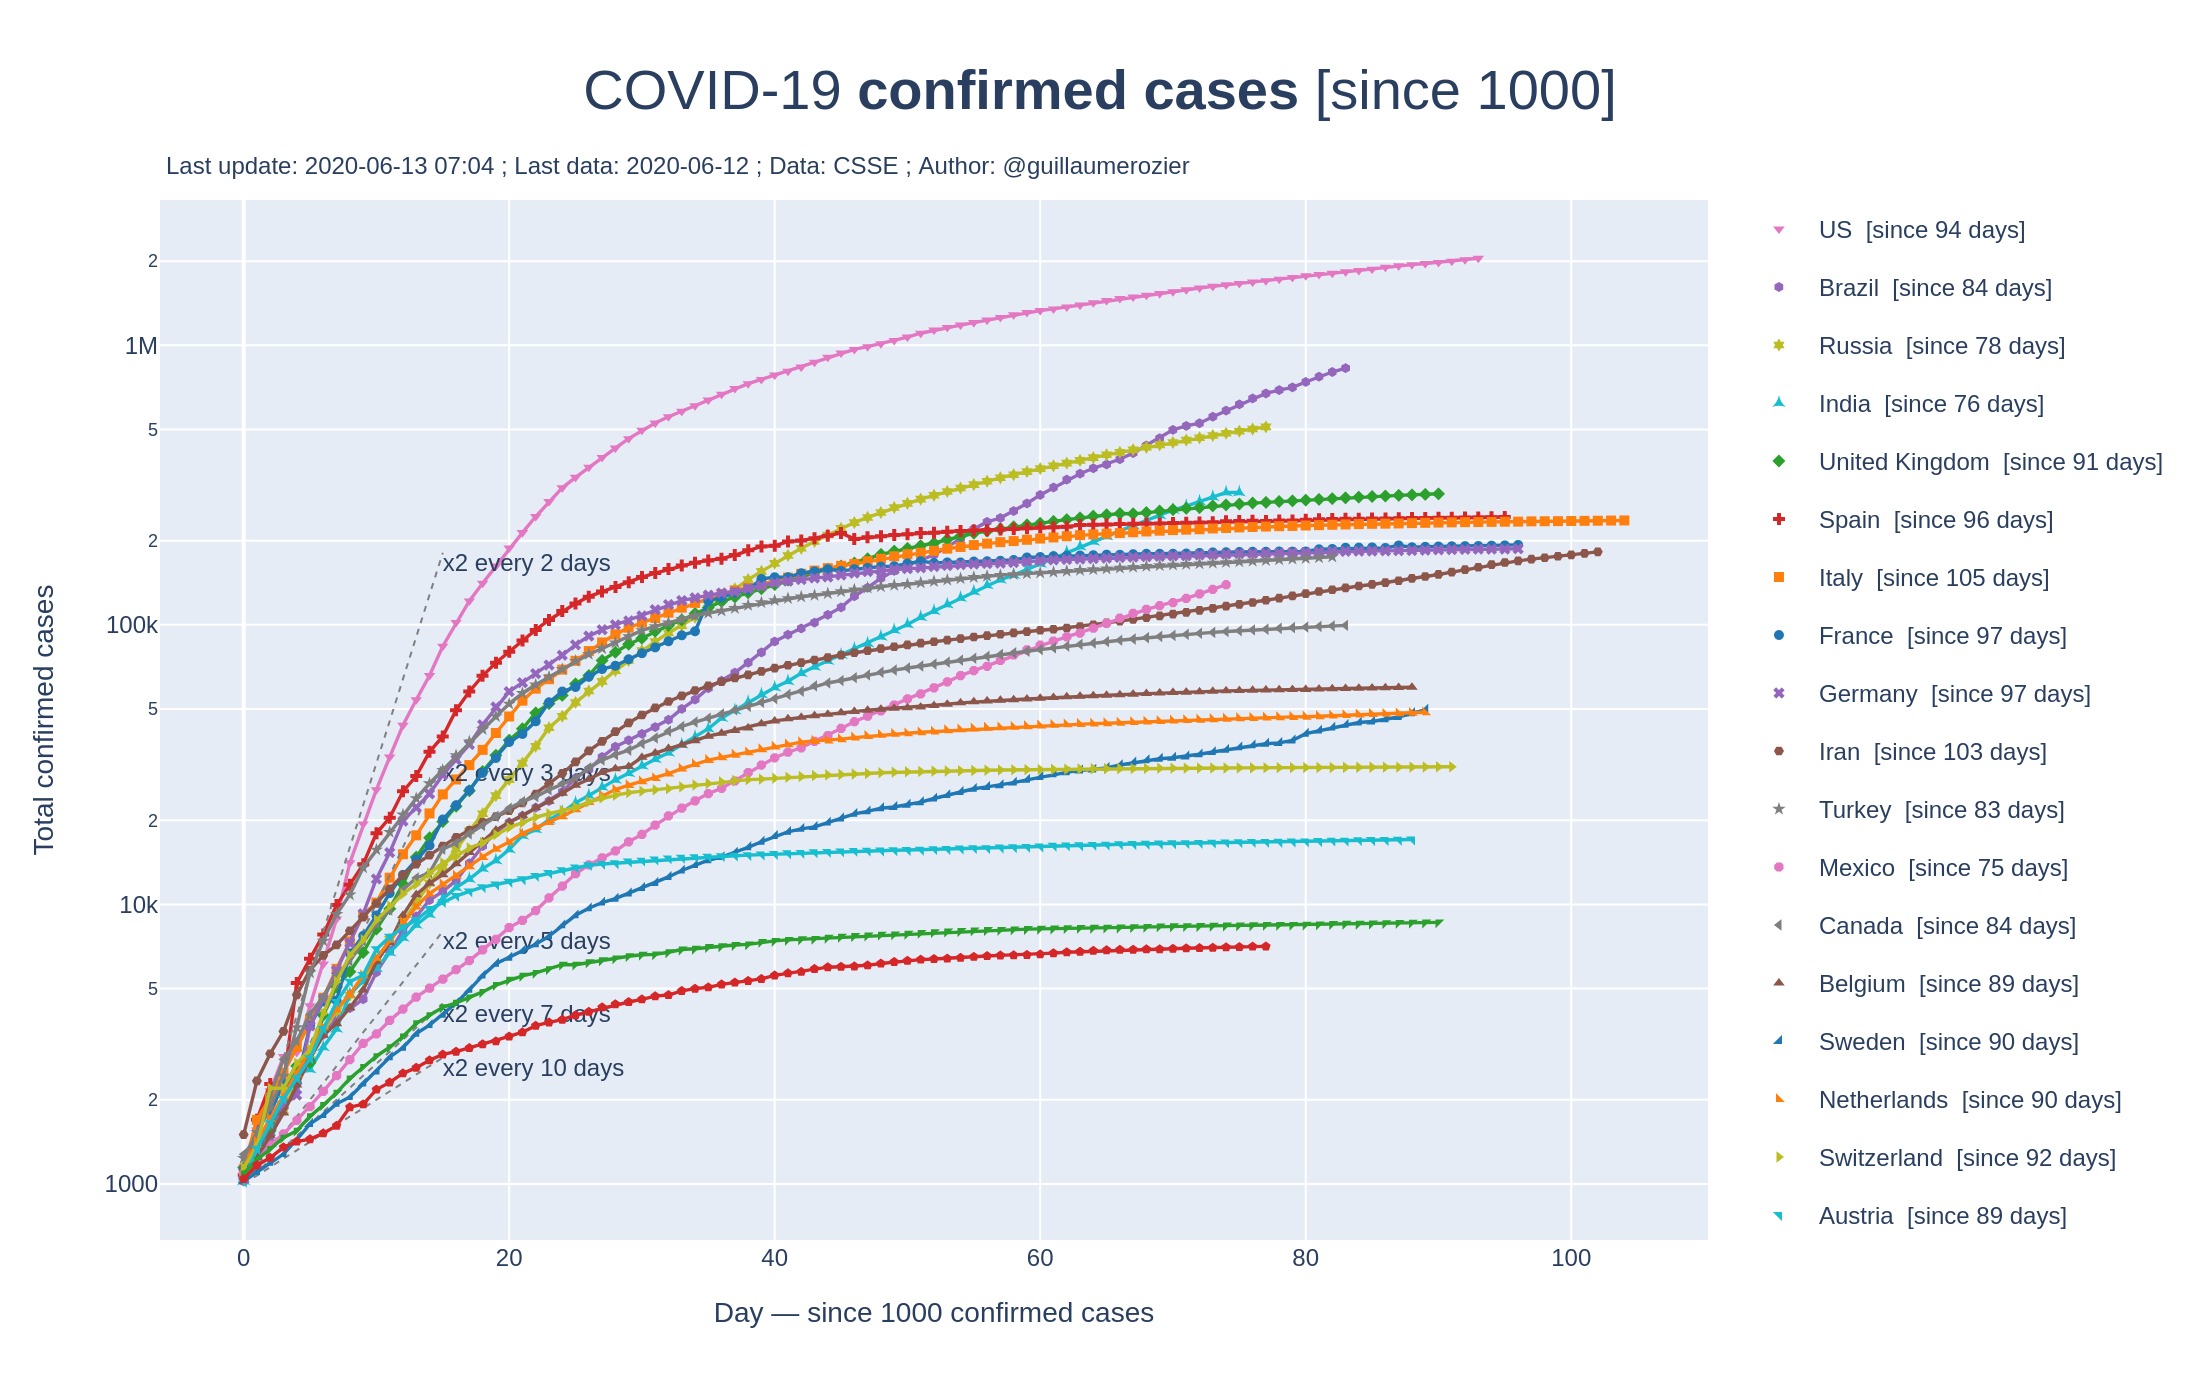 COVID-19 confirmed cases [since 1000]
Last update: 2020-06-13 07:04 ; Last data: 2020-06-12 ; Data: CSSE ; Author: @guillaumerozier
Total confirmed cases
2
1M
5
2
100k
5
2
10k
5
2
1000
x2 every 2 days
x2 every 3 days
x2 every 5 days
x2 every 7 days
x2 every 10 days
0 20 40 60 80 100
Day — since 1000 confirmed cases
US [since 94 days]
Brazil [since 84 days]
Russia [since 78 days]
India [since 76 days]
United Kingdom [since 91 days]
Spain [since 96 days]
Italy [since 105 days]
France [since 97 days]
Germany [since 97 days]
Iran [since 103 days]
Turkey [since 83 days]
Mexico [since 75 days]
Canada [since 84 days]
Belgium [since 89 days]
Sweden [since 90 days]
Netherlands [since 90 days]
Switzerland [since 92 days]
Austria [since 89 days]